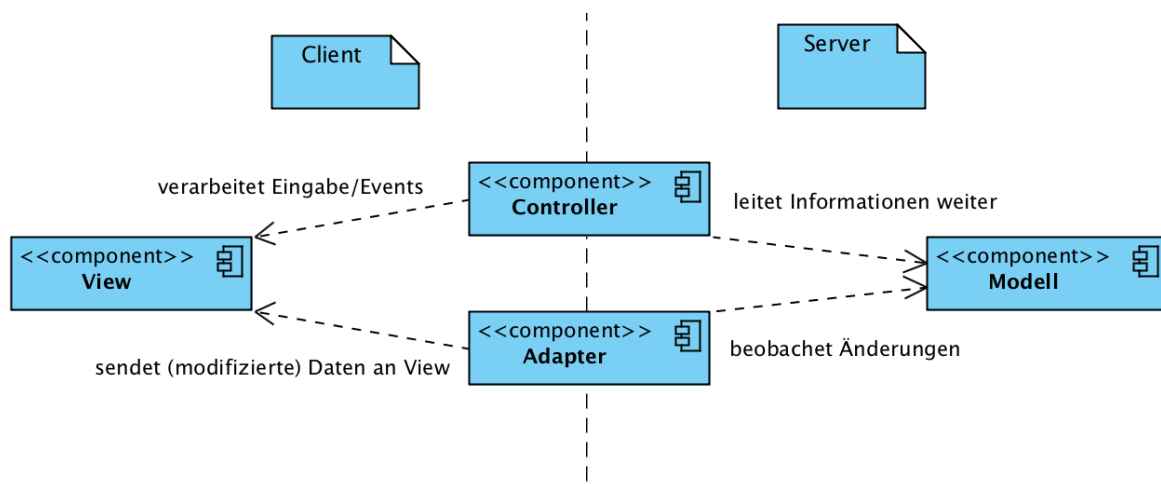 Client
Server
<<component>>
Controller
verarbeitet Eingabe/Events
leitet Informationen weiter
<<component>>
View
<<component>>
Modell
<<component>>
Adapter
beobachet Änderungen
sendet (modifizierte) Daten an View